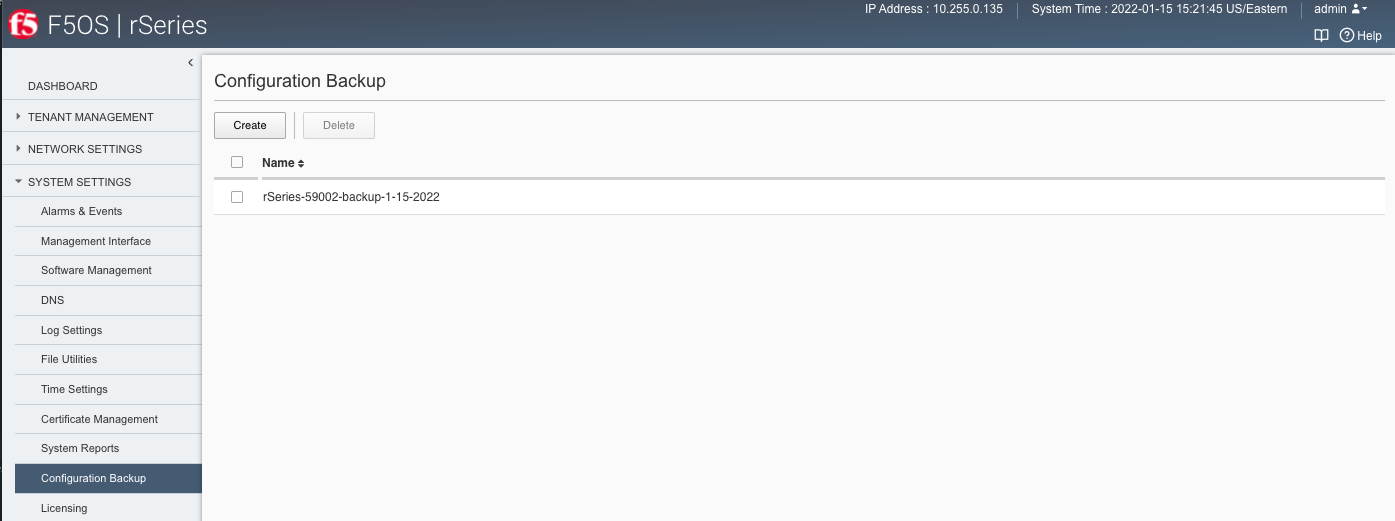 f5 F5OS | rSeries
IP Address : 10.255.0.135 System Time : 2022-01-15 15:21:45 US/Eastern admin
Help
DASHBOARD
TENANT MANAGEMENT
NETWORK SETTINGS
SYSTEM SETTINGS
Alarms & Events
Management Interface
Software Management
DNS
Log Settings
File Utilities
Time Settings
Certificate Management
System Reports
Configuration Backup
Licensing
Configuration Backup
Create Delete
Name
rSeries-59002-backup-1-15-2022